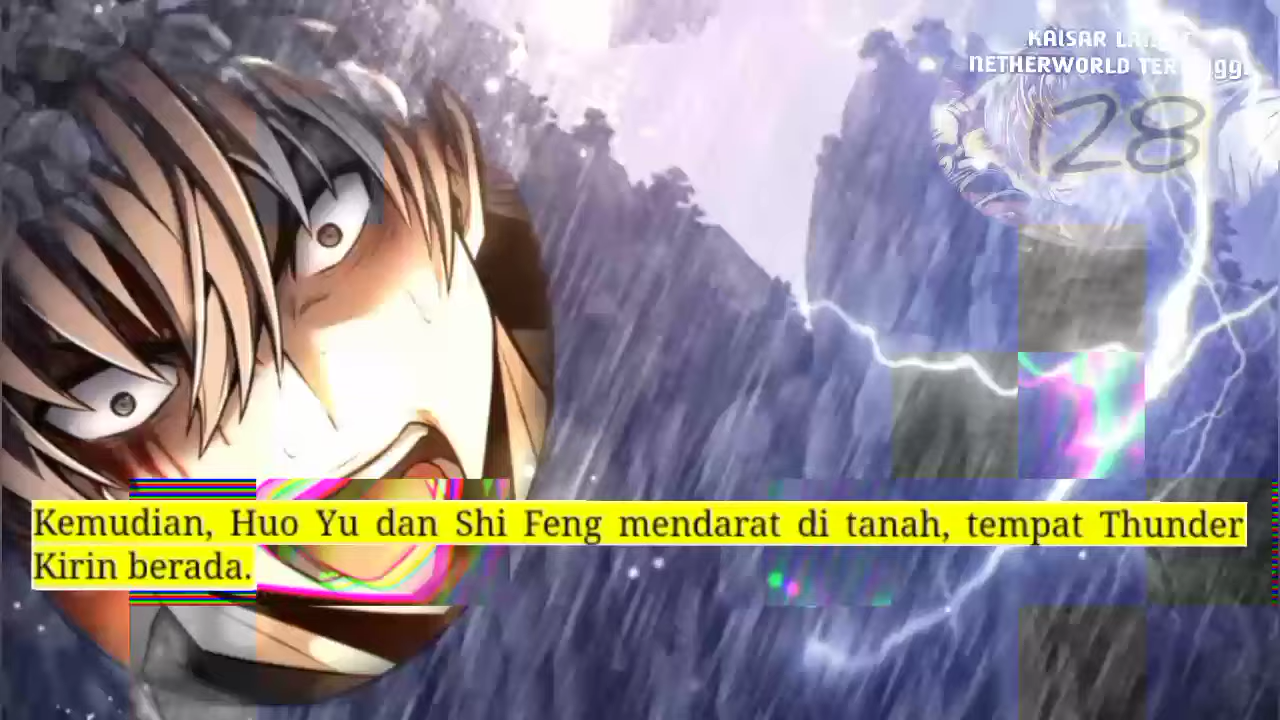 KAISAR
NETHERWORLD
128
Kemudian, Huo Yu dan Shi Feng mendarat di tanah, tempat Thunder
Kirin berada.